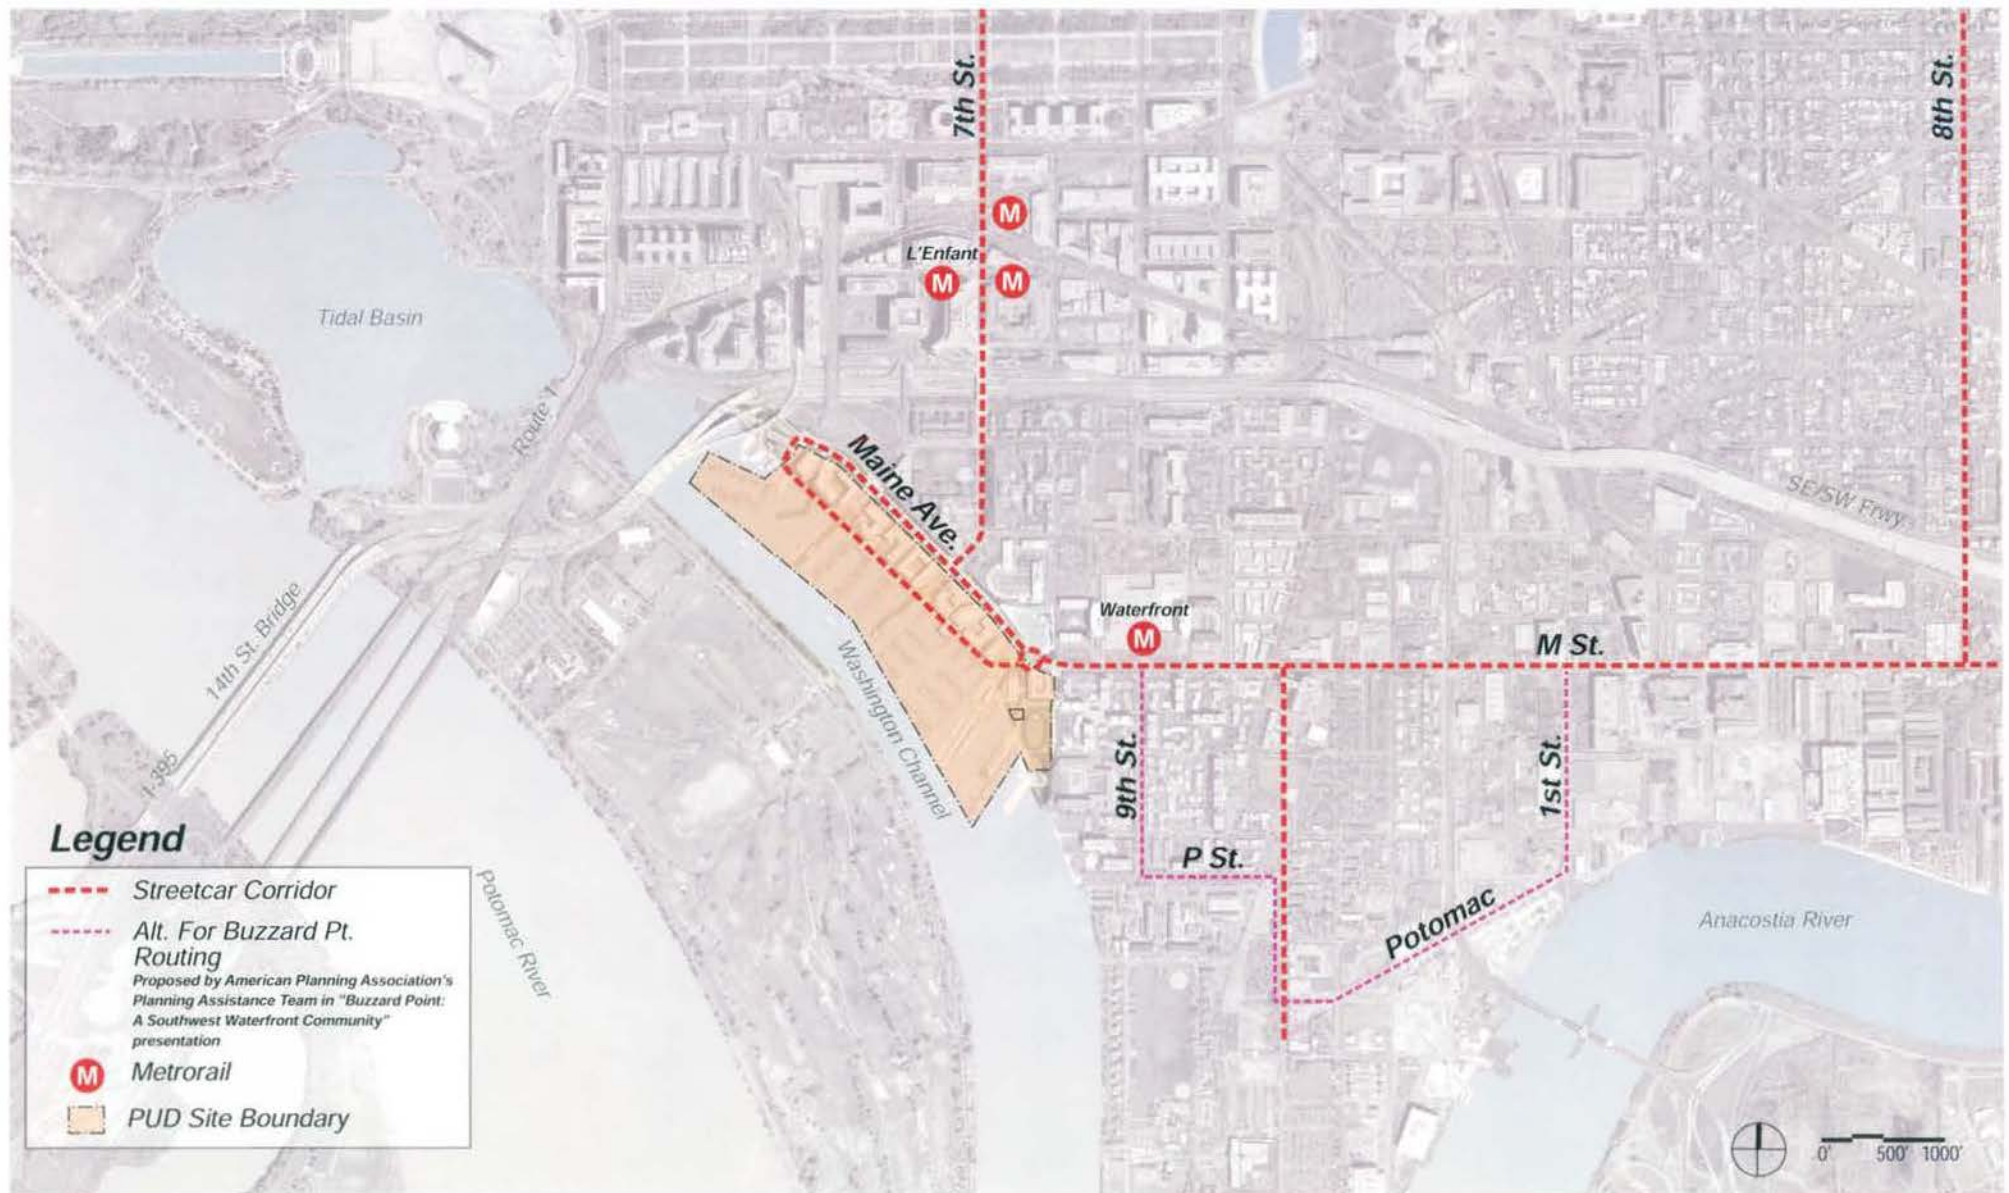 7th St.
8th St.
M
L'Enfant
M
M
Tidal Basin
Route 1
Maine Ave.
SE/SW Frwy.
Waterfront
M
M St.
14th St. Bridge
Washington Channel
I-395
9th St.
1st St.
P St.
Potomac
Potomac River
Anacostia River
Legend
Streetcar Corridor
Alt. For Buzzard Pt.
Routing
Proposed by American Planning Association's
Planning Assistance Team in "Buzzard Point:
A Southwest Waterfront Community"
presentation
M Metrorail
PUD Site Boundary
0' 500' 1000'